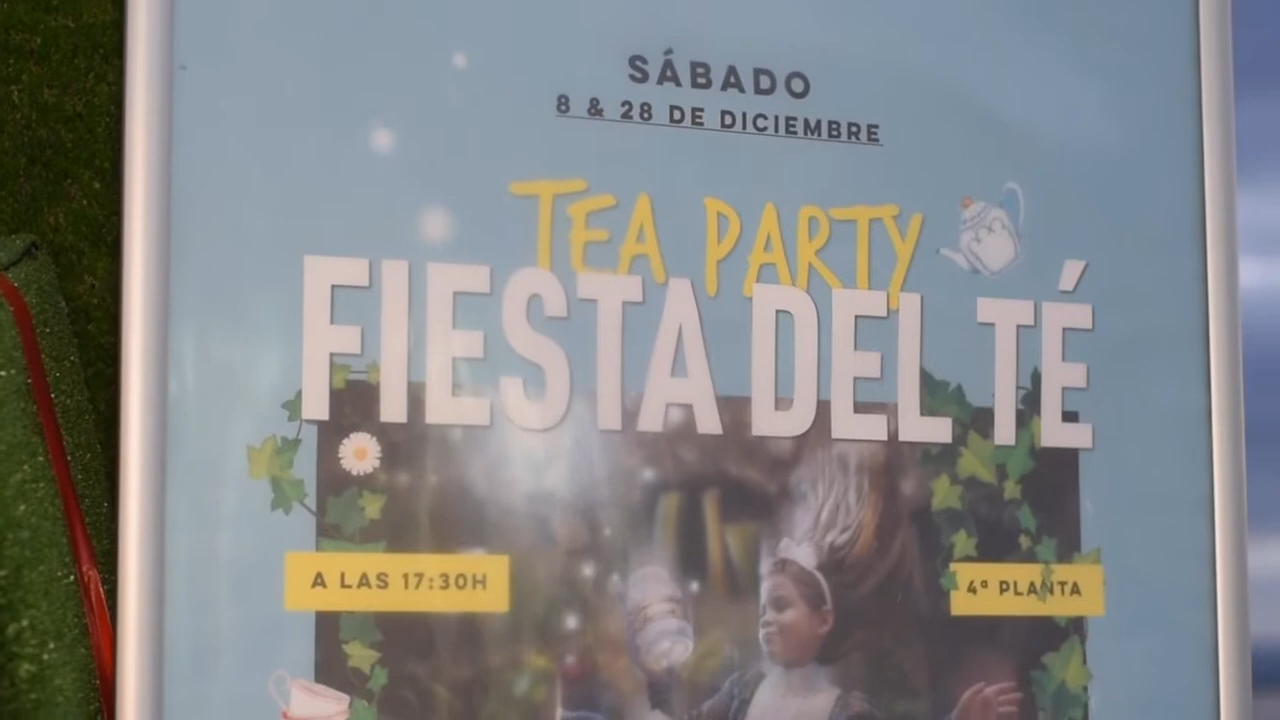 SÁBADO
8 & 28 DE DICIEMBRE
TEA PARTY
FIESTA DEL TÉ
A LAS 17:30H
4ª PLANTA